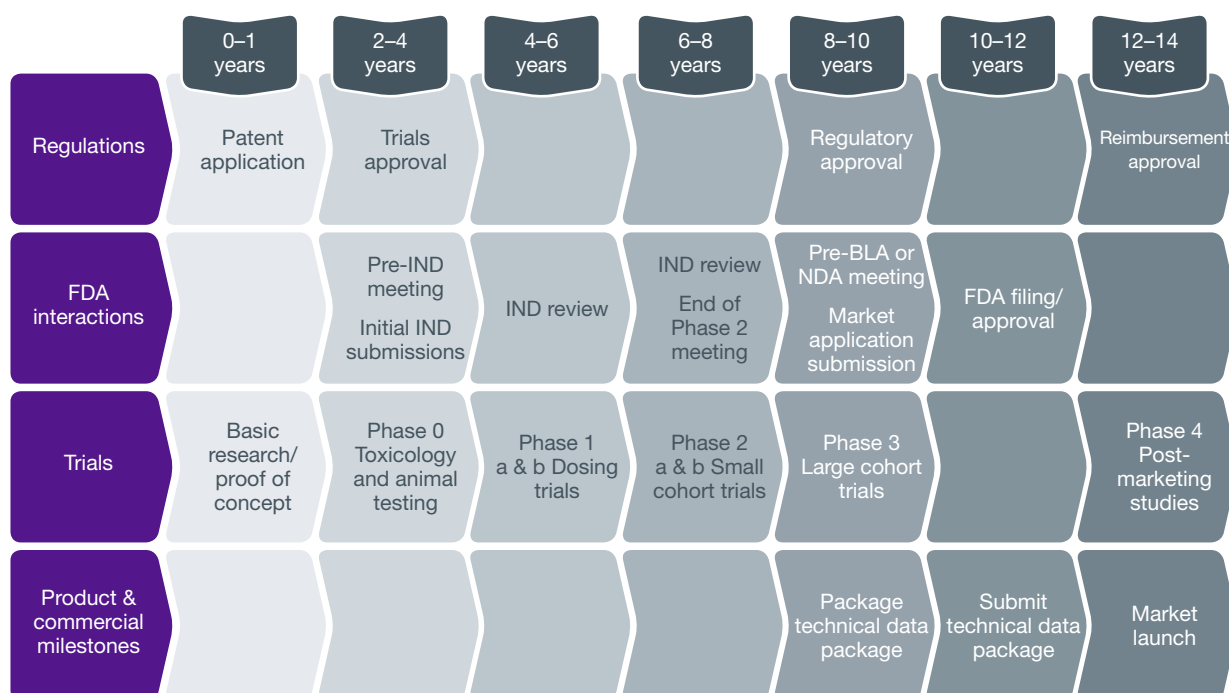 0–1
years
2–4
years
4–6
years
6–8
years
8–10
years
10–12
years
12–14
years
Regulations
Patent
application
Trials
approval
Regulatory
approval
Reimbursement
approval
FDA
interactions
Pre-IND
meeting
Initial IND
submissions
IND review
IND review
End of
Phase 2
meeting
Pre-BLA or
NDA meeting
Market
application
submission
FDA filing/
approval
Trials
Basic
research/
proof of
concept
Phase 0
Toxicology
and animal
testing
Phase 1
a & b Dosing
trials
Phase 2
a & b Small
cohort trials
Phase 3
Large cohort
trials
Phase 4
Post-
marketing
studies
Product &
commercial
milestones
Package
technical data
package
Submit
technical data
package
Market
launch